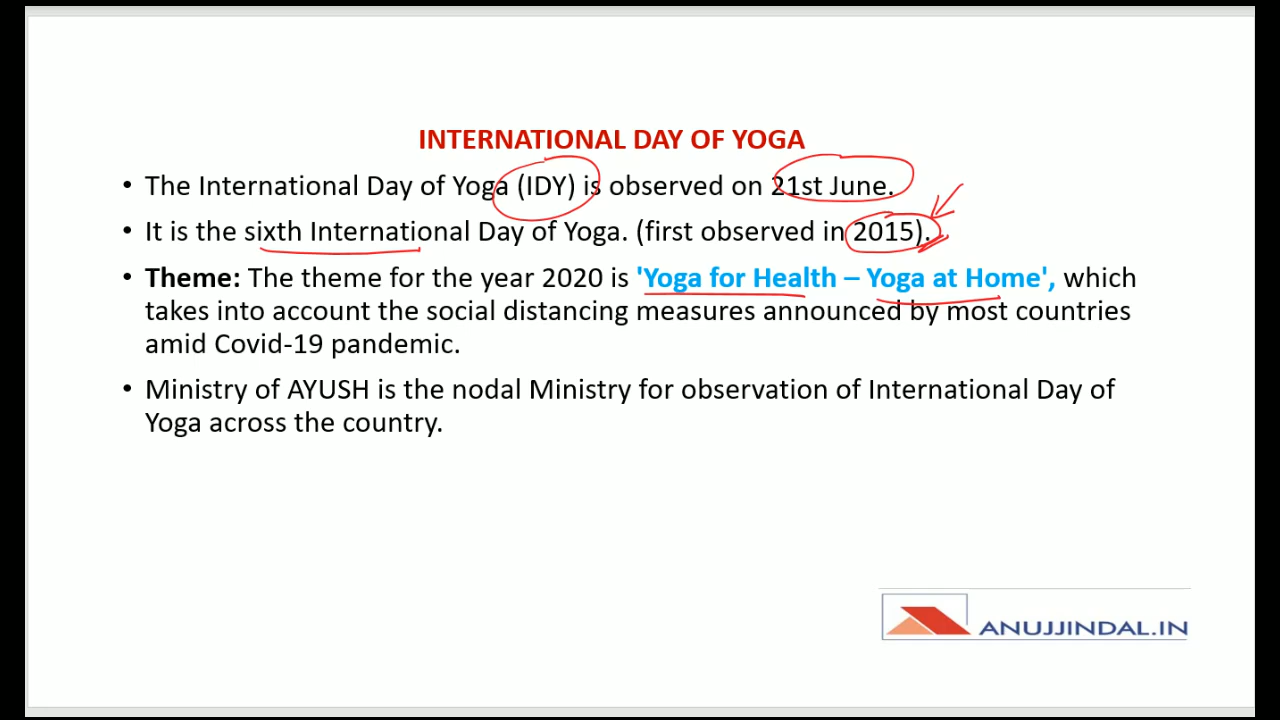 INTERNATIONAL DAY OF YOGA
• The International Day of Yoga (IDY) is observed on 21st June.
• It is the sixth International Day of Yoga. (first observed in 2015).
• Theme: The theme for the year 2020 is 'Yoga for Health – Yoga at Home', which
takes into account the social distancing measures announced by most countries
amid Covid-19 pandemic.
• Ministry of AYUSH is the nodal Ministry for observation of International Day of
Yoga across the country.
ANUJJINDAL.IN